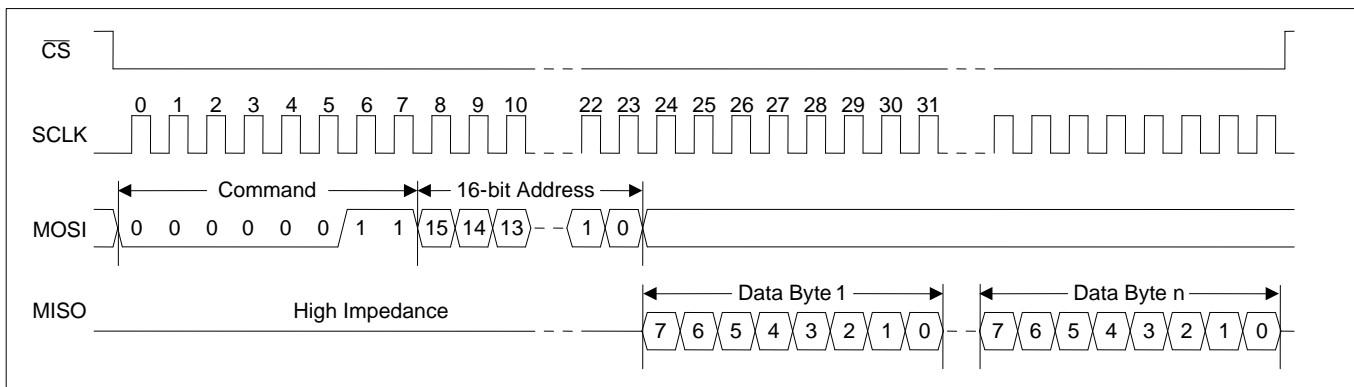 CS
0 1 2 3 4 5 6 7 8 9 10 22 23 24 25 26 27 28 29 30 31
SCLK
Command 16-bit Address
MOSI 0 0 0 0 0 0 1 1 15 14 13 1 0
Data Byte 1 Data Byte n
MISO High Impedance
7 6 5 4 3 2 1 0 7 6 5 4 3 2 1 0